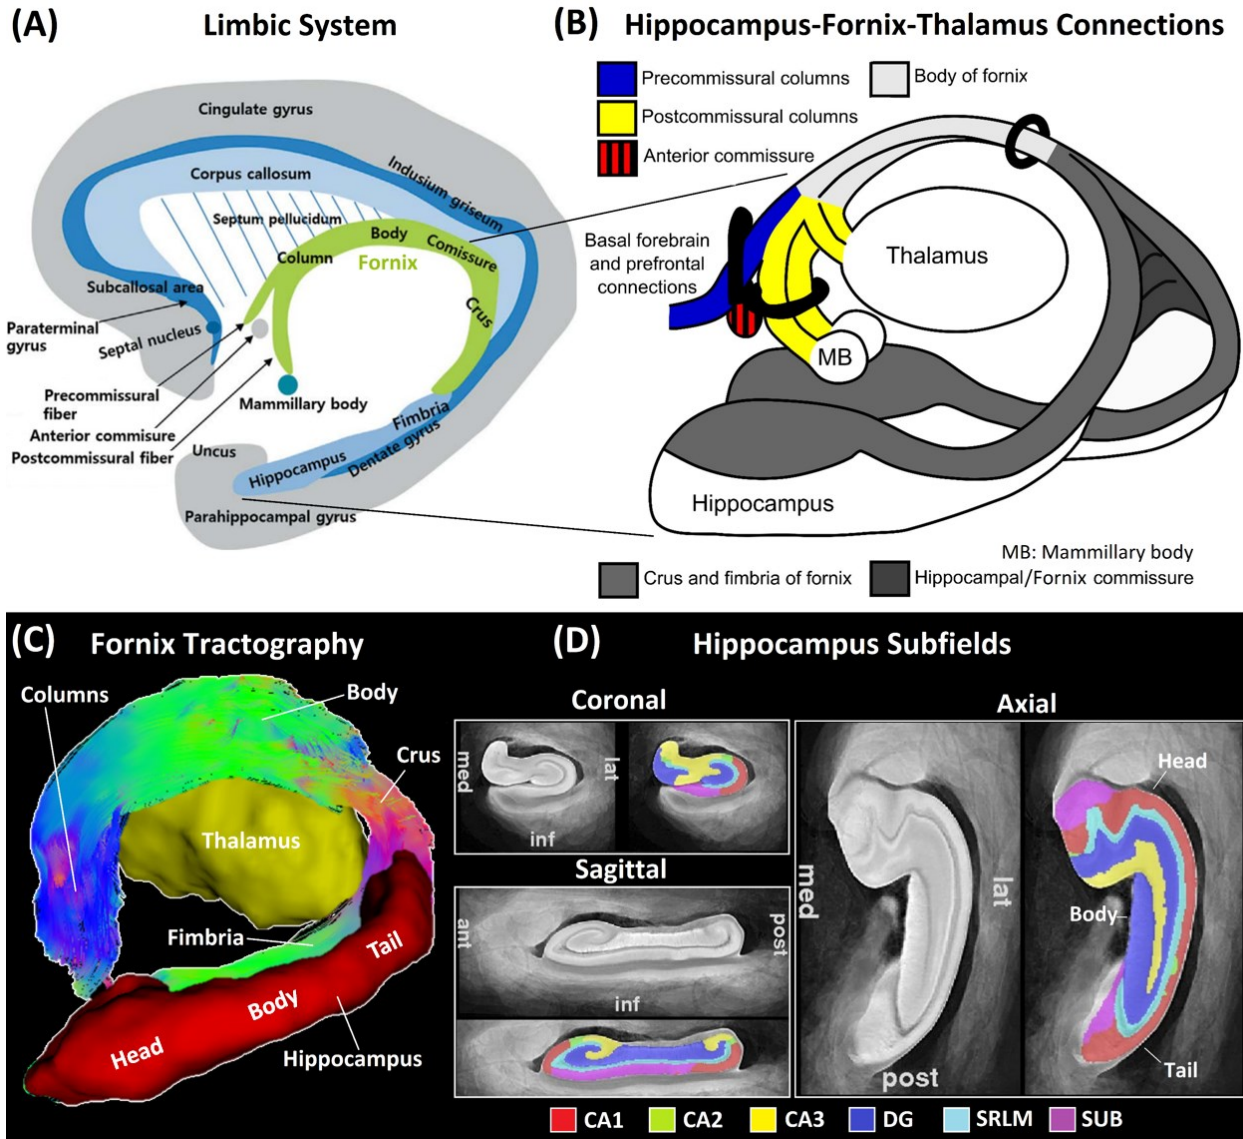 (A) Limbic System
Cingulate gyrus
Corpus callosum
Indusium griseum
Septum pellucidum
Body
Comissure
Column
Fornix
Crus
Subcallosal area
Paraterminal
gyrus
Septal nucleus
Precommissural
fiber
Mammillary body
Anterior commisure
Postcommissural fiber
Fimbria
Dentate gyrus
Uncus
Hippocampus
Parahippocampal gyrus
(B) Hippocampus-Fornix-Thalamus Connections
Precommissural columns
Body of fornix
Postcommissural columns
Anterior commissure
Basal forebrain
and prefrontal
connections
Thalamus
MB
Hippocampus
MB: Mammillary body
Crus and fimbria of fornix
Hippocampal/Fornix commissure
(C) Fornix Tractography
Columns
Body
Crus
Thalamus
Fimbria
Tail
Body
Head
Hippocampus
(D) Hippocampus Subfields
Coronal
med
lat
inf
Sagittal
ant
post
inf
Axial
med
lat
post
Head
Body
Tail
CA1 CA2 CA3 DG SRLM SUB